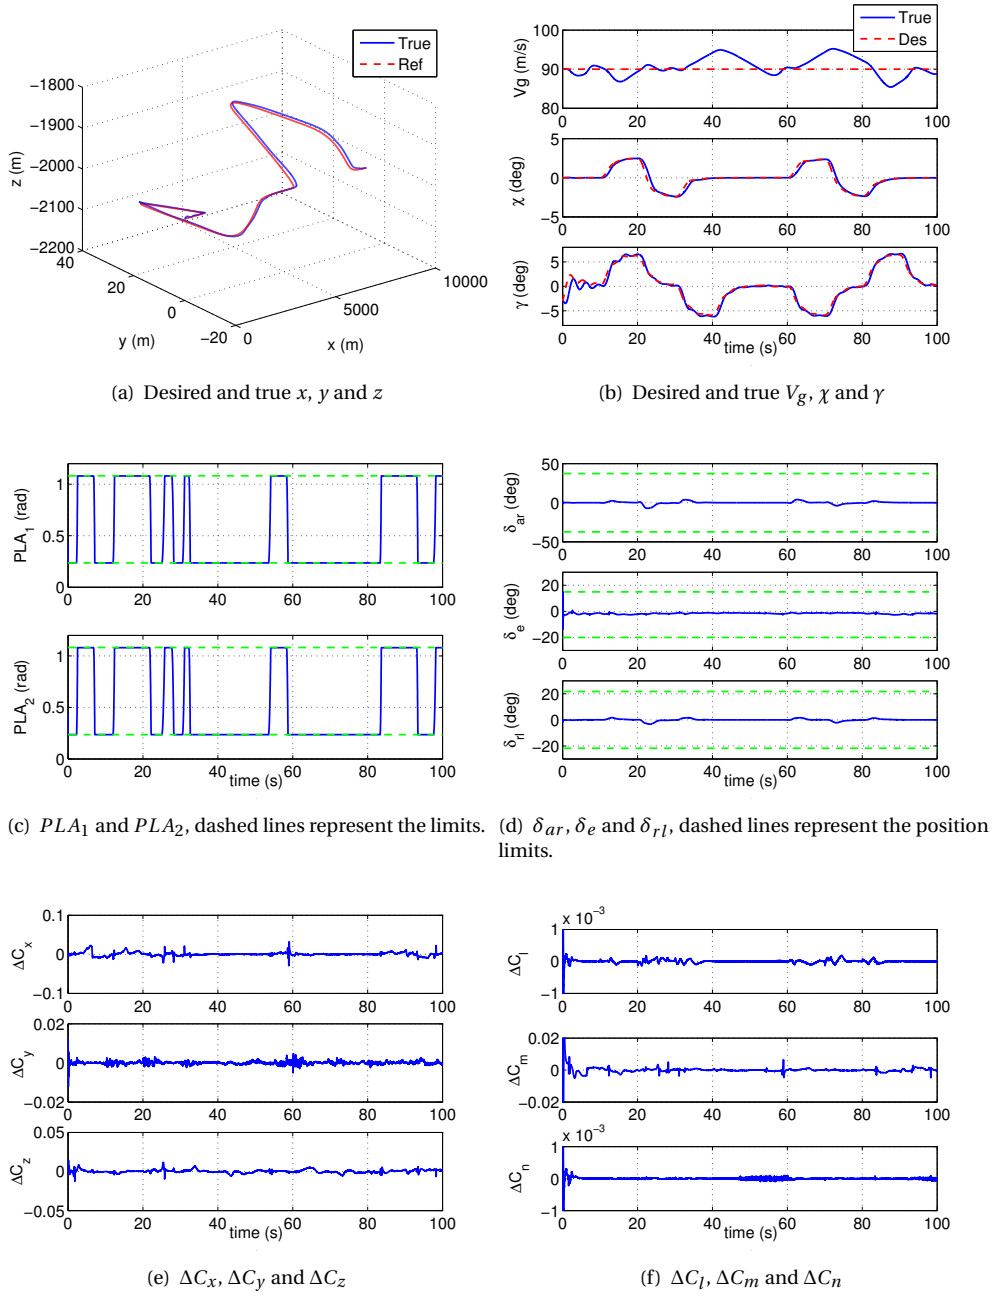 True
Ref
−1800
−1900
−2000
−2100
−2200
z (m)
40
20
0
−20
y (m)
0
5000
10000
x (m)
(a) Desired and true x, y and z
True
Des
100
90
80
Vg (m/s)
0 20 40 60 80 100
5
0
−5
χ (deg)
0 20 40 60 80 100
5
0
−5
γ (deg)
0 20 40 60 80 100
time (s)
(b) Desired and true Vg, χ and γ
1
0.5
0
PLA1 (rad)
0 20 40 60 80 100
1
0.5
0
PLA2 (rad)
0 20 40 60 80 100
time (s)
(c) PLA1 and PLA2, dashed lines represent the limits.
50
0
−50
δar (deg)
0 20 40 60 80 100
20
0
−20
δe (deg)
0 20 40 60 80 100
20
0
−20
δrl (deg)
0 20 40 60 80 100
time (s)
(d) δar, δe and δrl, dashed lines represent the position
limits.
0.1
0
−0.1
ΔCx
0 20 40 60 80 100
0.02
0
−0.02
ΔCy
0 20 40 60 80 100
0.05
0
−0.05
ΔCz
0 20 40 60 80 100
time (s)
(e) ΔCx, ΔCy and ΔCz
x 10−3
1
0
−1
ΔCl
0 20 40 60 80 100
0.02
0
−0.02
ΔCm
0 20 40 60 80 100
x 10−3
1
0
−1
ΔCn
0 20 40 60 80 100
time (s)
(f) ΔCl, ΔCm and ΔCn